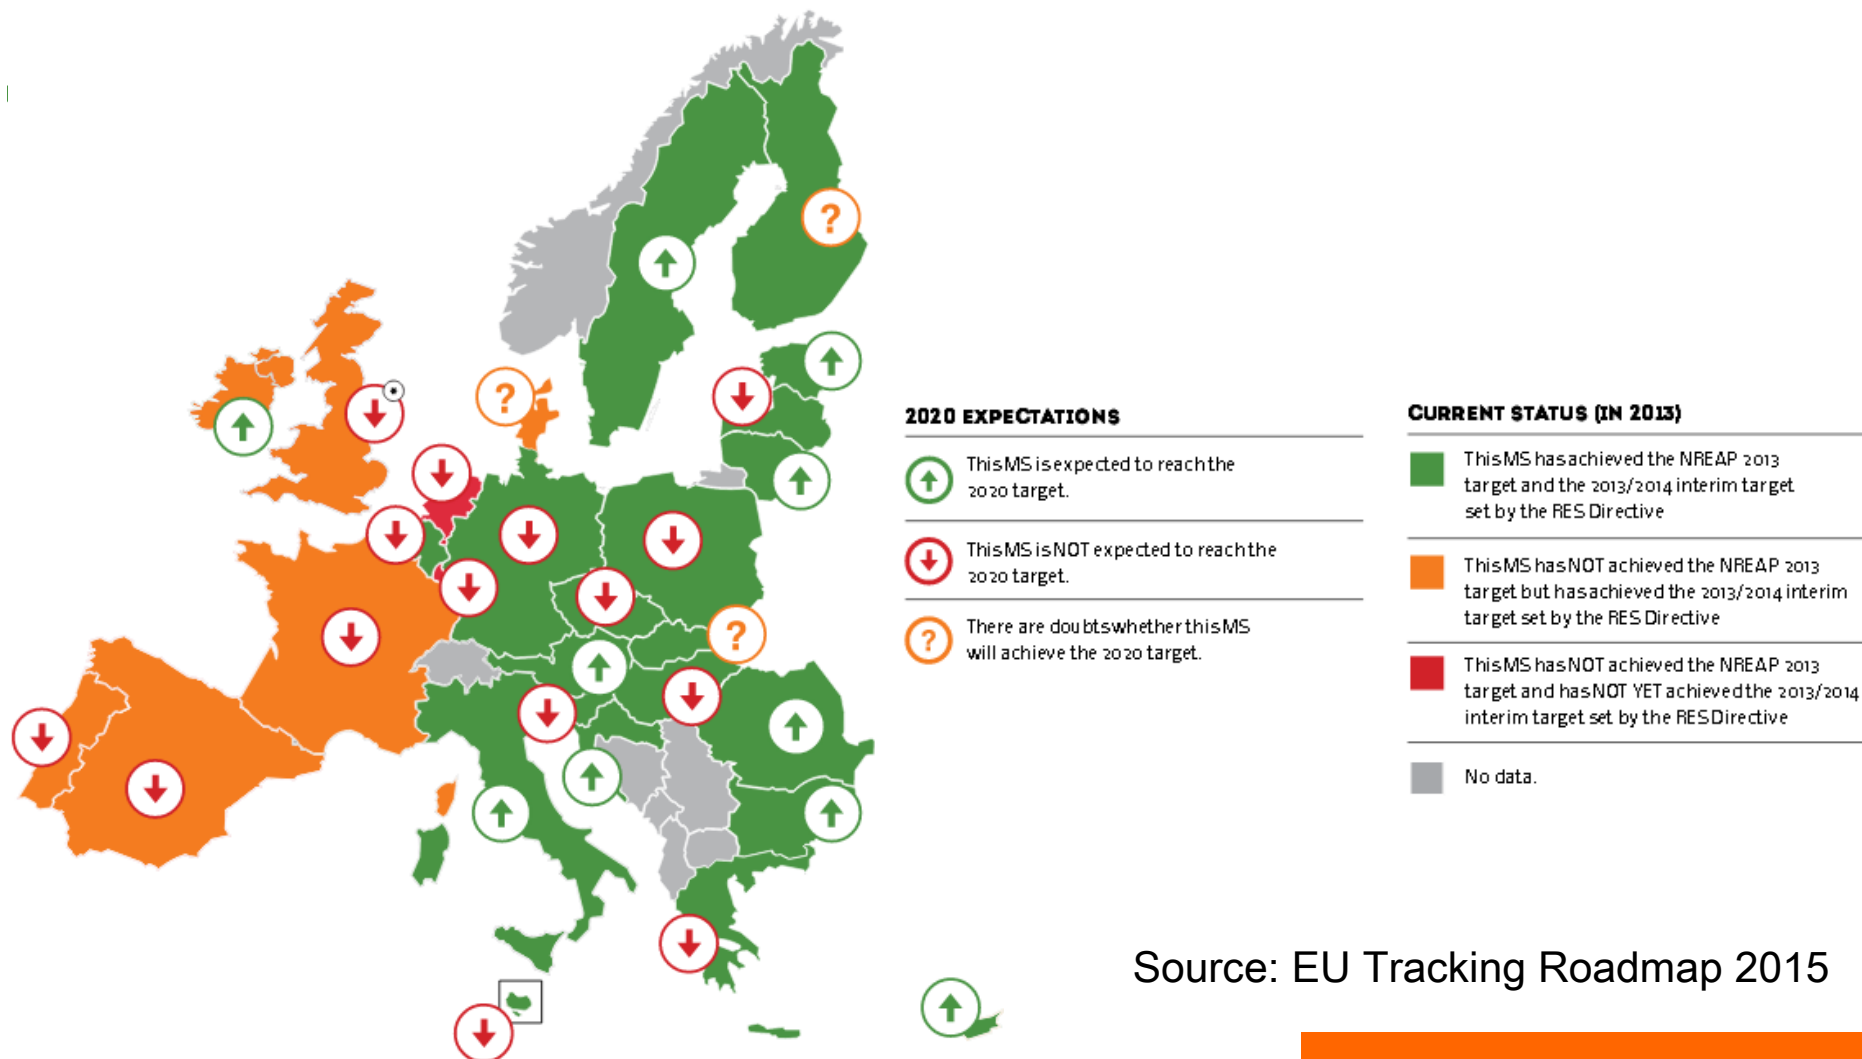 2020 EXPECTATIONS
This MS is expected to reach the
2020 target.
This MS is NOT expected to reach the
2020 target.
There are doubts whether this MS
will achieve the 2020 target.
CURRENT STATUS (IN 2013)
This MS has achieved the NREAP 2013
target and the 2013/2014 interim target
set by the RES Directive
This MS has NOT achieved the NREAP 2013
target but has achieved the 2013/2014 interim
target set by the RES Directive
This MS has NOT achieved the NREAP 2013
target and has NOT YET achieved the 2013/2014
interim target set by the RES Directive
No data.
Source: EU Tracking Roadmap 2015